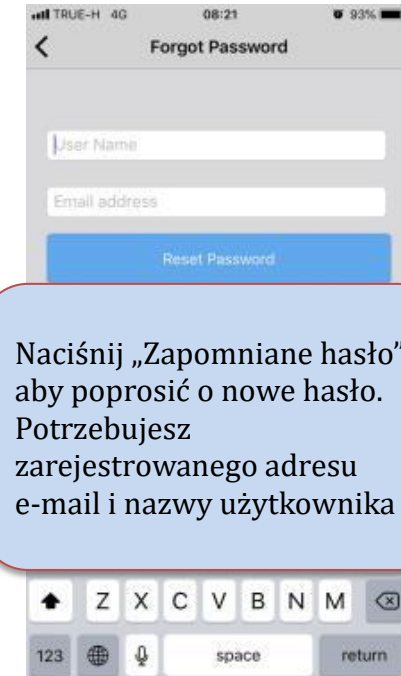 TRUE-H 4G 08:21 93%
Forgot Password
User Name
Email address
Reset Password
Naciśnij „Zapomniane hasło”
aby poprosić o nowe hasło.
Potrzebujesz
zarejestrowanego adresu
e-mail i nazwy użytkownika
Z X C V B N M
123 space return